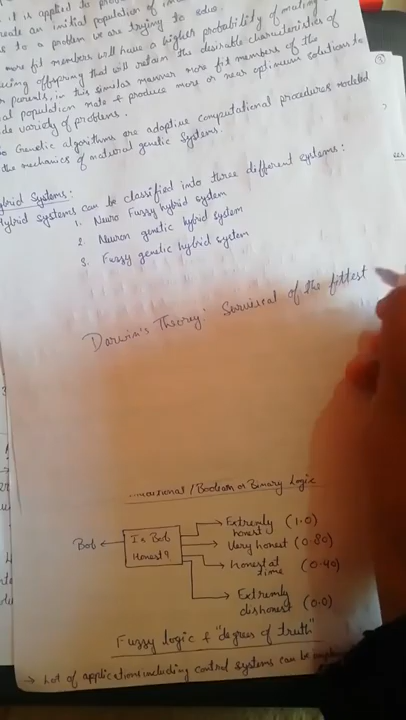 it is applied to
create an initial population of
to a problem we are trying to solve.
more fit members will have a higher probability of mating &
offspring that will retain the desirable characteristics of
parents, in this similar manner more fit members of the
population mate & produce more or near optimum solutions to
wide variety of problems.
Genetic algorithms are adoptive computational procedures modeled
the mechanics of natural genetic systems.
Hybrid Systems:
Hybrid systems can be classified into three different systems:
1. Neuro Fuzzy hybrid system
2. Neuron genetic hybrid system
3. Fuzzy genetic hybrid system
Darwin's Theory: Survival of the fittest
/Boolean or Binary Logic
Bob
Is Bob
Honest?
Extremly
honest (1.0)
Very honest (0.80)
Honest at
time (0.40)
Extremly
dishonest (0.0)
Fuzzy logic & "degrees of truth"
→ Lot of applications including control systems can be